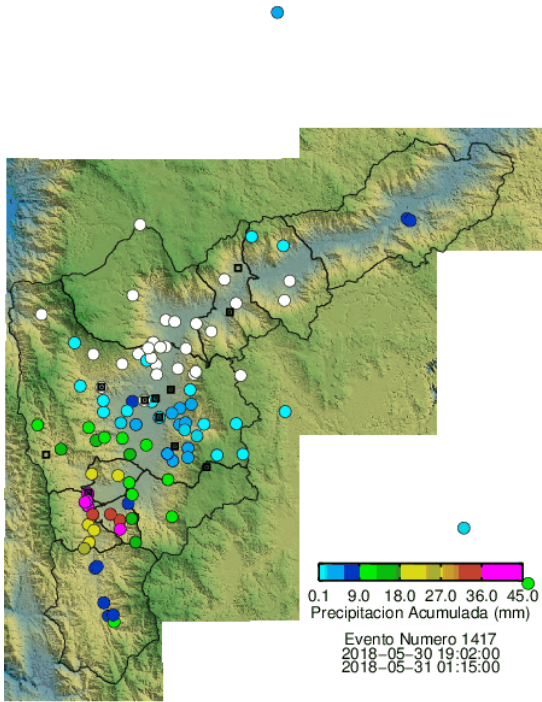 0.1 9.0 18.0 27.0 36.0 45.0
Precipitacion Acumulada (mm)
Evento Numero 1417
2018-05-30 19:02:00
2018-05-31 01:15:00